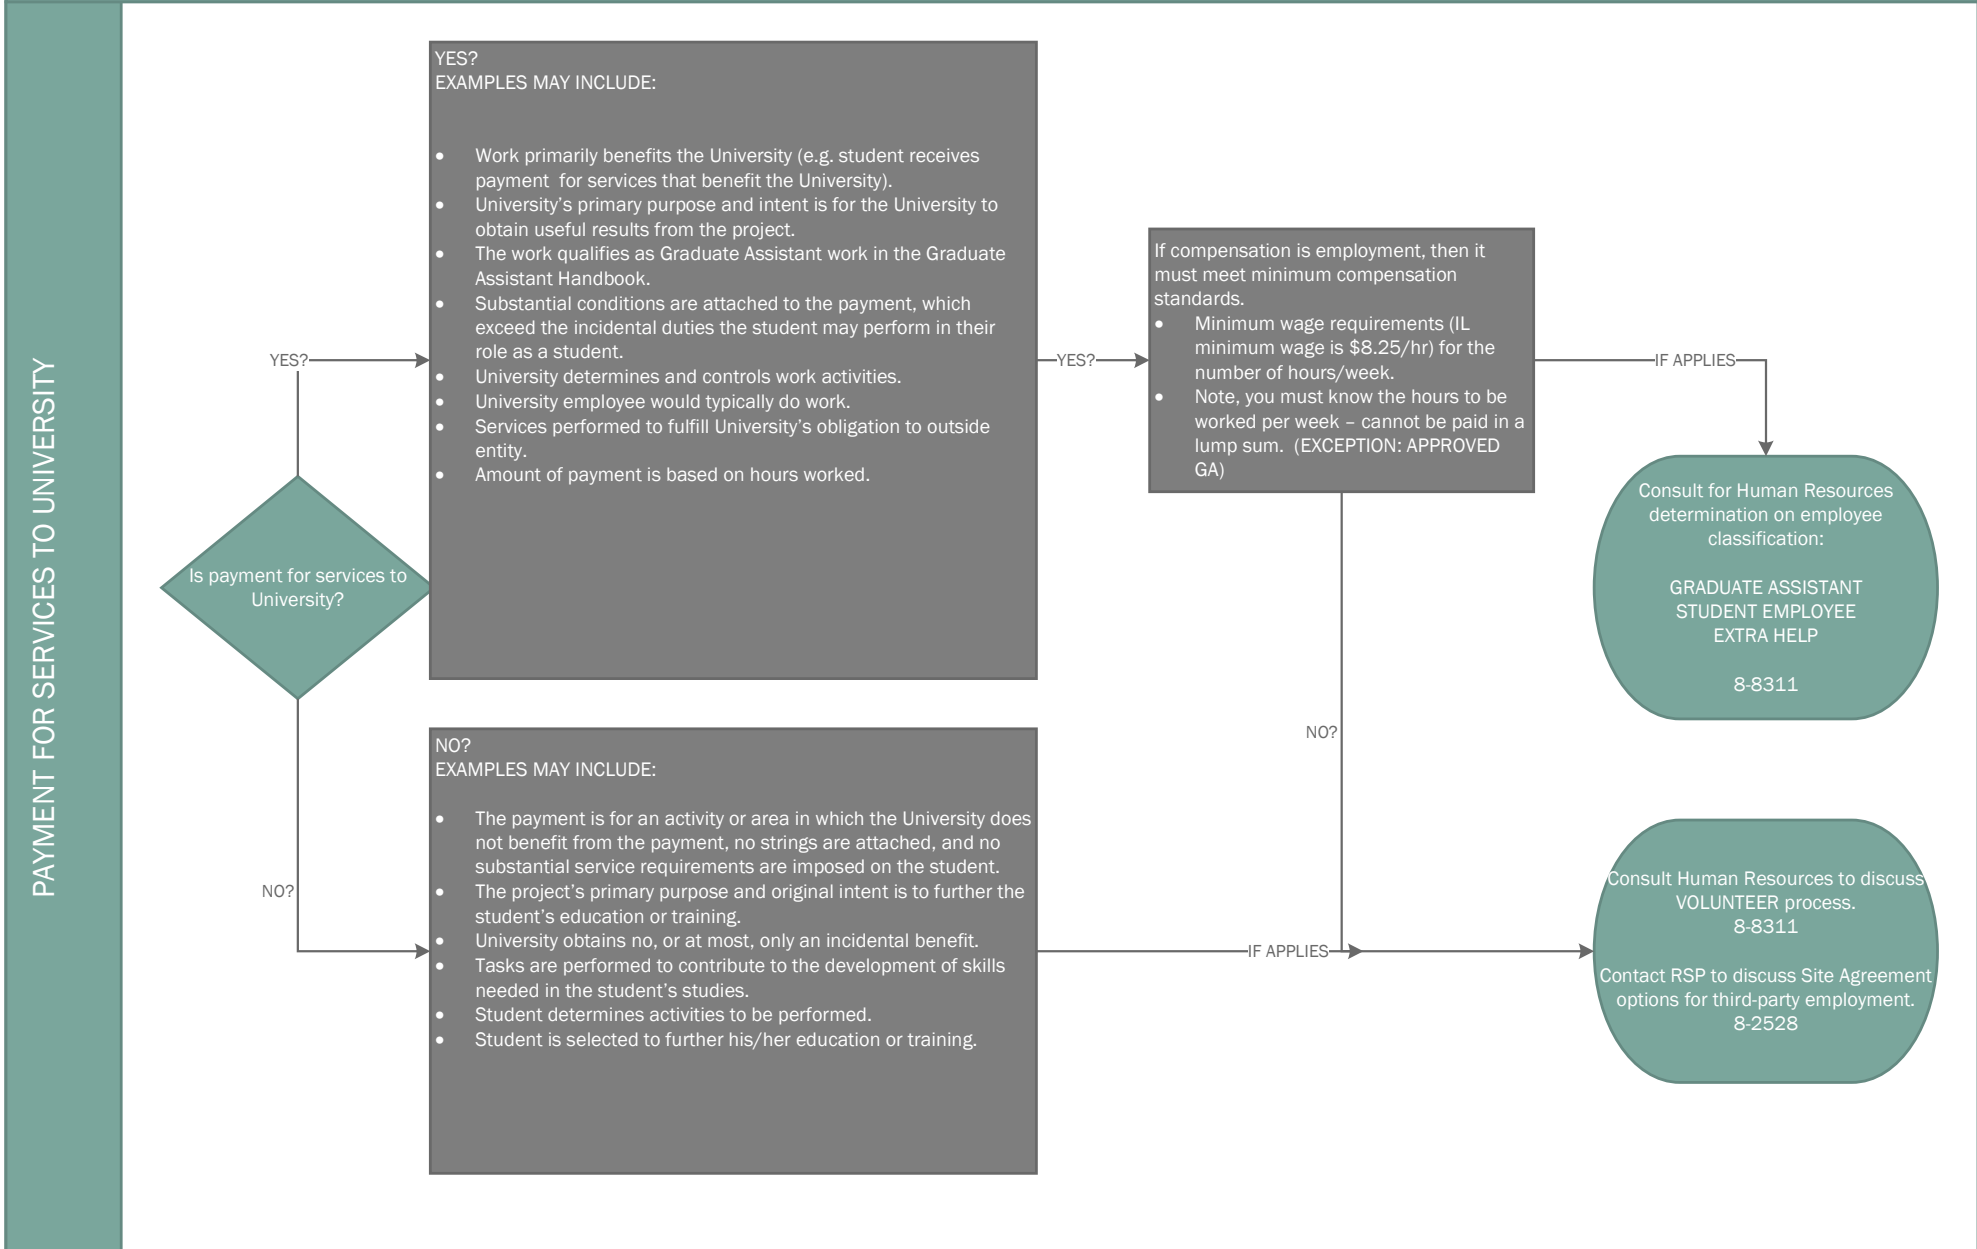 PAYMENT FOR SERVICES TO UNIVERSITY
Is payment for services to
University?
YES?
YES?
EXAMPLES MAY INCLUDE:
• Work primarily benefits the University (e.g. student receives
payment  for services that benefit the University).
• University’s primary purpose and intent is for the University to
obtain useful results from the project.
• The work qualifies as Graduate Assistant work in the Graduate
Assistant Handbook.
• Substantial conditions are attached to the payment, which
exceed the incidental duties the student may perform in their
role as a student.
• University determines and controls work activities.
• University employee would typically do work.
• Services performed to fulfill University’s obligation to outside
entity.
• Amount of payment is based on hours worked.
YES?
If compensation is employment, then it
must meet minimum compensation
standards.
• Minimum wage requirements (IL
minimum wage is $8.25/hr) for the
number of hours/week.
• Note, you must know the hours to be
worked per week – cannot be paid in a
lump sum.  (EXCEPTION: APPROVED
GA)
IF APPLIES
Consult for Human Resources
determination on employee
classification:
GRADUATE ASSISTANT
STUDENT EMPLOYEE
EXTRA HELP
8-8311
NO?
NO?
NO?
EXAMPLES MAY INCLUDE:
• The payment is for an activity or area in which the University does
not benefit from the payment, no strings are attached, and no
substantial service requirements are imposed on the student.
• The project’s primary purpose and original intent is to further the
student’s education or training.
• University obtains no, or at most, only an incidental benefit.
• Tasks are performed to contribute to the development of skills
needed in the student’s studies.
• Student determines activities to be performed.
• Student is selected to further his/her education or training.
IF APPLIES
Consult Human Resources to discuss
VOLUNTEER process.
8-8311
Contact RSP to discuss Site Agreement
options for third-party employment.
8-2528